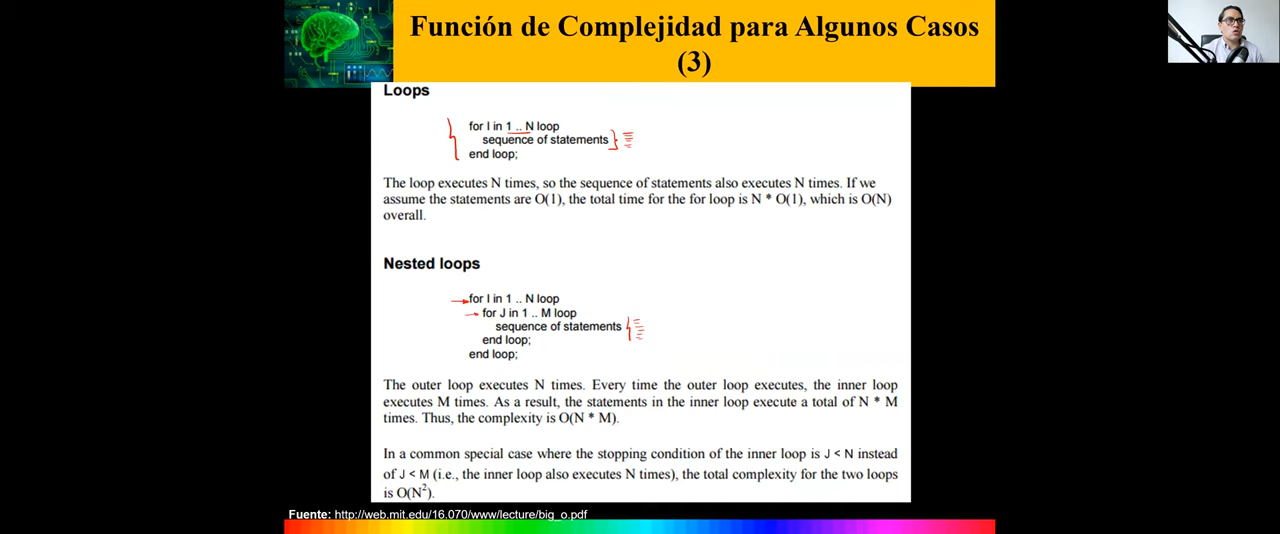 Función de Complejidad para Algunos Casos
(3)
Loops
for I in 1 .. N loop
sequence of statements
end loop;
The loop executes N times, so the sequence of statements also executes N times. If we
assume the statements are O(1), the total time for the for loop is N * O(1), which is O(N)
overall.
Nested loops
for I in 1 .. N loop
for J in 1 .. M loop
sequence of statements
end loop;
end loop;
The outer loop executes N times. Every time the outer loop executes, the inner loop
executes M times. As a result, the statements in the inner loop execute a total of N * M
times. Thus, the complexity is O(N * M).
In a common special case where the stopping condition of the inner loop is J < N instead
of J < M (i.e., the inner loop also executes N times), the total complexity for the two loops
is O(N²).
Fuente: http://web.mit.edu/16.070/www/lecture/big_o.pdf